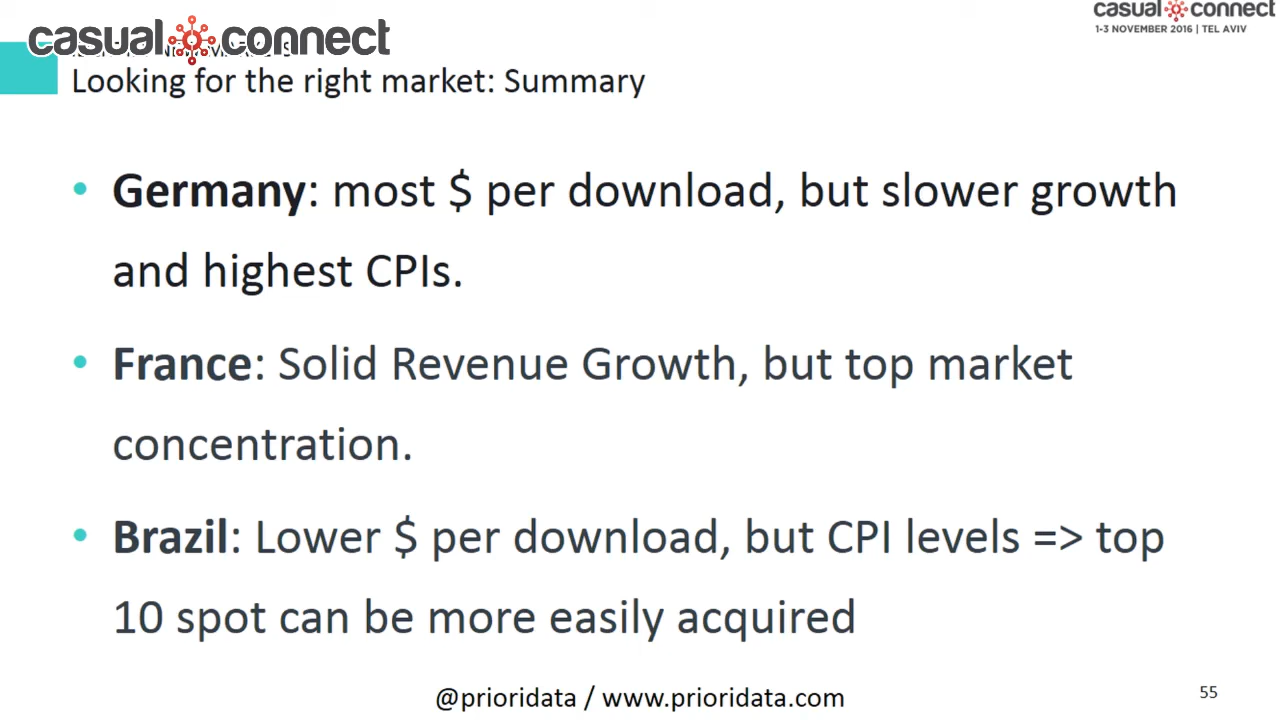 casual connect
casual connect
1-3 NOVEMBER 2016 | TEL AVIV
Looking for the right market: Summary
• Germany: most $ per download, but slower growth
and highest CPIs.
• France: Solid Revenue Growth, but top market
concentration.
• Brazil: Lower $ per download, but CPI levels => top
10 spot can be more easily acquired
@prioridata / www.prioridata.com
55